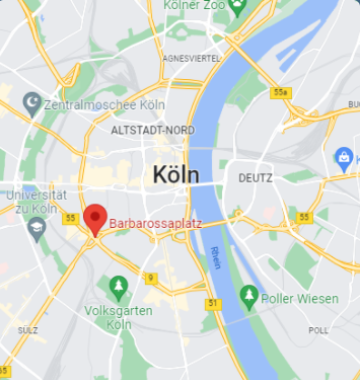 Kölner Zoo
AGNESVIERTEL
55a
Zentralmoschee Köln
ALTSTADT-NORD
Köln
DEUTZ
Universität
zu Köln
55
Barbarossaplatz
55
Rhein
9
Volksgarten
Köln
51
Poller Wiesen
SÜLZ
POLL